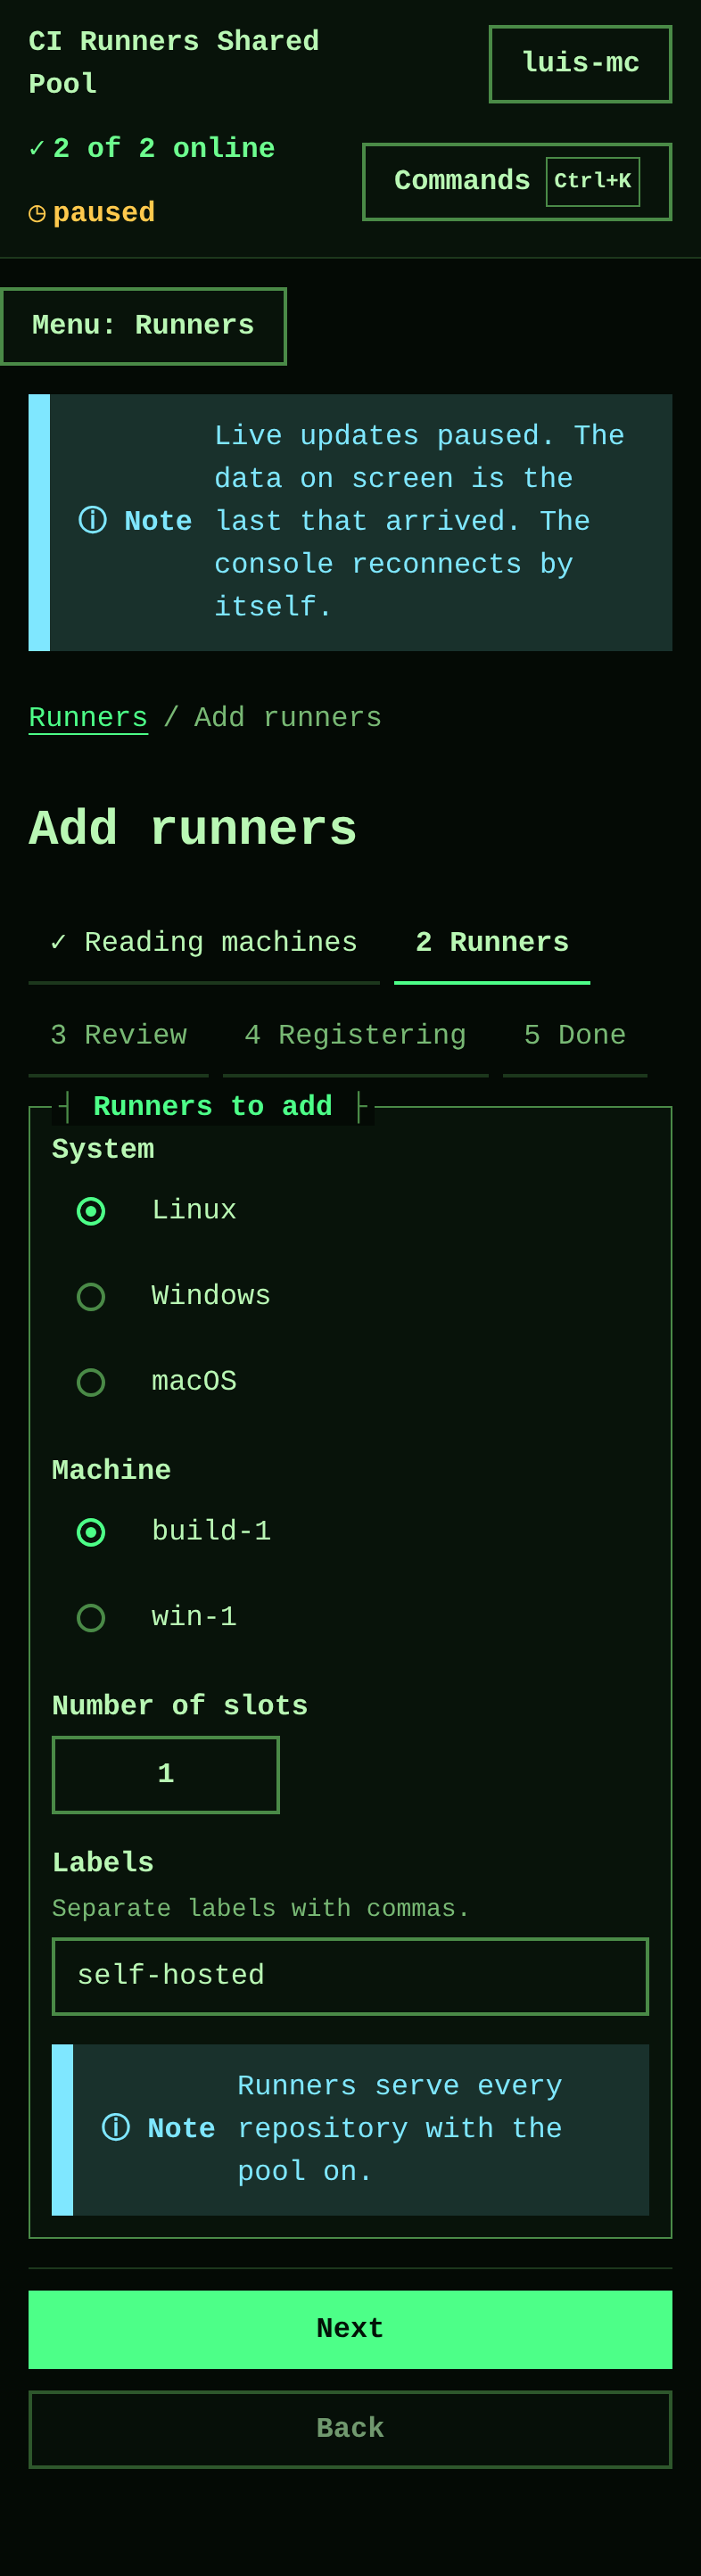 CI Runners Shared
Pool
luis-mc
✓ 2 of 2 online
Commands Ctrl+K
◷ paused
Menu: Runners
ⓘ Note
Live updates paused. The
data on screen is the
last that arrived. The
console reconnects by
itself.
Runners / Add runners
Add runners
✓ Reading machines
2 Runners
3 Review
4 Registering
5 Done
┤ Runners to add ├
System
Linux
Windows
macOS
Machine
build-1
win-1
Number of slots
1
Labels
Separate labels with commas.
self-hosted
ⓘ Note
Runners serve every
repository with the
pool on.
Next
Back